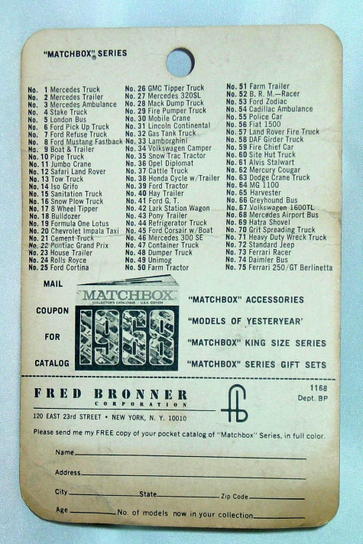 "MATCHBOX" SERIES
No. 1 Mercedes Truck
No. 2 Mercedes Trailer
No. 3 Mercedes Ambulance
No. 4 Stake Truck
No. 5 London Bus
No. 6 Ford Pick Up Truck
No. 7 Ford Refuse Truck
No. 8 Ford Mustang Fastback
No. 9 Boat & Trailer
No. 10 Pipe Truck
No. 11 Jumbo Crane
No. 12 Safari Land Rover
No. 13 Tow Truck
No. 14 Iso Grifo
No. 15 Sanitation Truck
No. 16 Snow Plow Truck
No. 17 8 Wheel Tipper
No. 18 Bulldozer
No. 19 Formula One Lotus
No. 20 Chevrolet Impala Taxi
No. 21 Cement Truck
No. 22 Pontiac Grand Prix
No. 23 House Trailer
No. 24 Rolls Royce
No. 25 Ford Cortina
No. 26 GMC Tipper Truck
No. 27 Mercedes 230SL
No. 28 Mack Dump Truck
No. 29 Fire Pumper Truck
No. 30 Mobile Crane
No. 31 Lincoln Continental
No. 32 Gas Tank Truck
No. 33 Lamborghini
No. 34 Volkswagen Camper
No. 35 Snow Trac Tractor
No. 36 Opel Diplomat
No. 37 Cattle Truck
No. 38 Honda Cycle w/Trailer
No. 39 Ford Tractor
No. 40 Hay Trailer
No. 41 Ford G. T.
No. 42 Lark Station Wagon
No. 43 Pony Trailer
No. 44 Refrigerator Truck
No. 45 Ford Corsair w/Boat
No. 46 Mercedes 300 SE
No. 47 Container Truck
No. 48 Dumper Truck
No. 49 Unimog
No. 50 Farm Tractor
No. 51 Farm Trailer
No. 52 B. R. M.—Racer
No. 53 Ford Zodiac
No. 54 Cadillac Ambulance
No. 55 Police Car
No. 56 Fiat 1500
No. 57 Land Rover Fire Truck
No. 58 DAF Girder Truck
No. 59 Fire Chief Car
No. 60 Site Hut Truck
No. 61 Alvis Stalwart
No. 62 Mercury Cougar
No. 63 Dodge Crane Truck
No. 64 MG 1100
No. 65 Harvester
No. 66 Greyhound Bus
No. 67 Volkswagen 1600TL
No. 68 Mercedes Airport Bus
No. 69 Hatra Shovel
No. 70 Grit Spreading Truck
No. 71 Heavy Duty Wreck Truck
No. 72 Standard Jeep
No. 73 Ferrari Racer
No. 74 Daimler Bus
No. 75 Ferrari 250/GT Berlinetta
MAIL
COUPON
FOR
CATALOG
MATCHBOX
1968
"MATCHBOX" ACCESSORIES
"MODELS OF YESTERYEAR'
"MATCHBOX" KING SIZE SERIES
"MATCHBOX" SERIES GIFT SETS
FRED BRONNER
CORPORATION
120 EAST 23rd STREET • NEW YORK, N. Y. 10010
fb
1168
Dept. BP
Please send me my FREE copy of your pocket catalog of "Matchbox" Series, in full color.
Name
Address
City State Zip Code
Age No. of models now in your collection